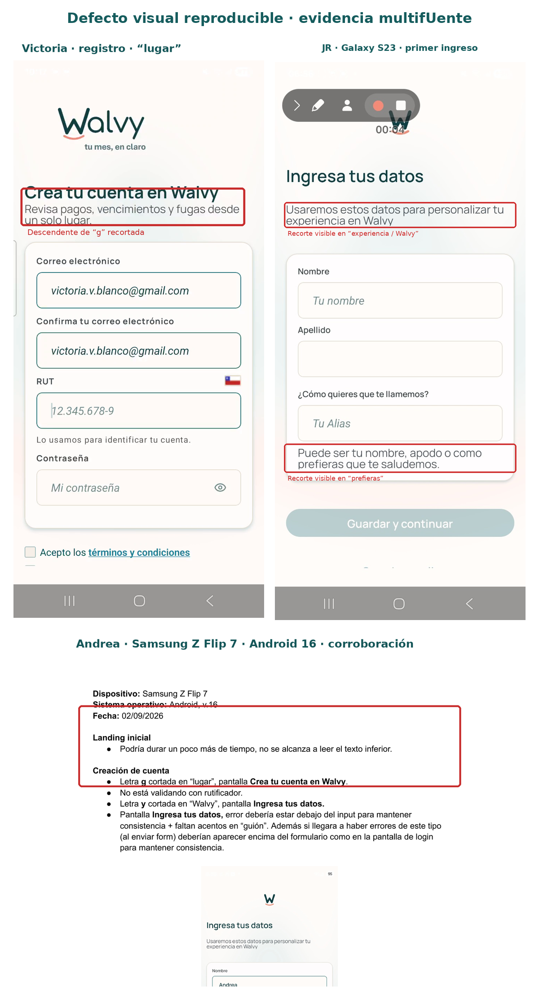 Defecto visual reproducible · evidencia multifUente
Victoria · registro · “lugar”
Walvy
tu mes, en claro
Crea tu cuenta en Walvy
Revisa pagos, vencimientos y fugas desde
un solo lugar.
Descendente de “g” recortada
Correo electrónico
victoria.v.blanco@gmail.com
Confirma tu correo electrónico
victoria.v.blanco@gmail.com
RUT
12.345.678-9
Lo usamos para identificar tu cuenta.
Contraseña
Mi contraseña
Acepto los términos y condiciones
JR · Galaxy S23 · primer ingreso
W
00:04
Ingresa tus datos
Usaremos estos datos para personalizar tu
experiencia en Walvy
Recorte visible en “experiencia / Walvy”
Nombre
Tu nombre
Apellido
¿Cómo quieres que te llamemos?
Tu Alias
Puede ser tu nombre, apodo o como
prefieras que te saludemos.
Recorte visible en “prefieras”
Guardar y continuar
Andrea · Samsung Z Flip 7 · Android 16 · corroboración
Dispositivo: Samsung Z Flip 7
Sistema operativo: Android, v.16
Fecha: 02/09/2026
Landing inicial
● Podría durar un poco más de tiempo, no se alcanza a leer el texto inferior.
Creación de cuenta
● Letra g cortada en “lugar”, pantalla Crea tu cuenta en Walvy.
● No está validando con rutificador.
● Letra y cortada en “Walvy”, pantalla Ingresa tus datos.
● Pantalla Ingresa tus datos, error debería estar debajo del input para mantener
consistencia + faltan acentos en “guión”. Además si llegara a haber errores de este tipo
(al enviar form) deberían aparecer encima del formulario como en la pantalla de login
para mantener consistencia.
95
W
Ingresa tus datos
Usaremos estos datos para personalizar tu
experiencia en Walvy
Nombre
Andrea